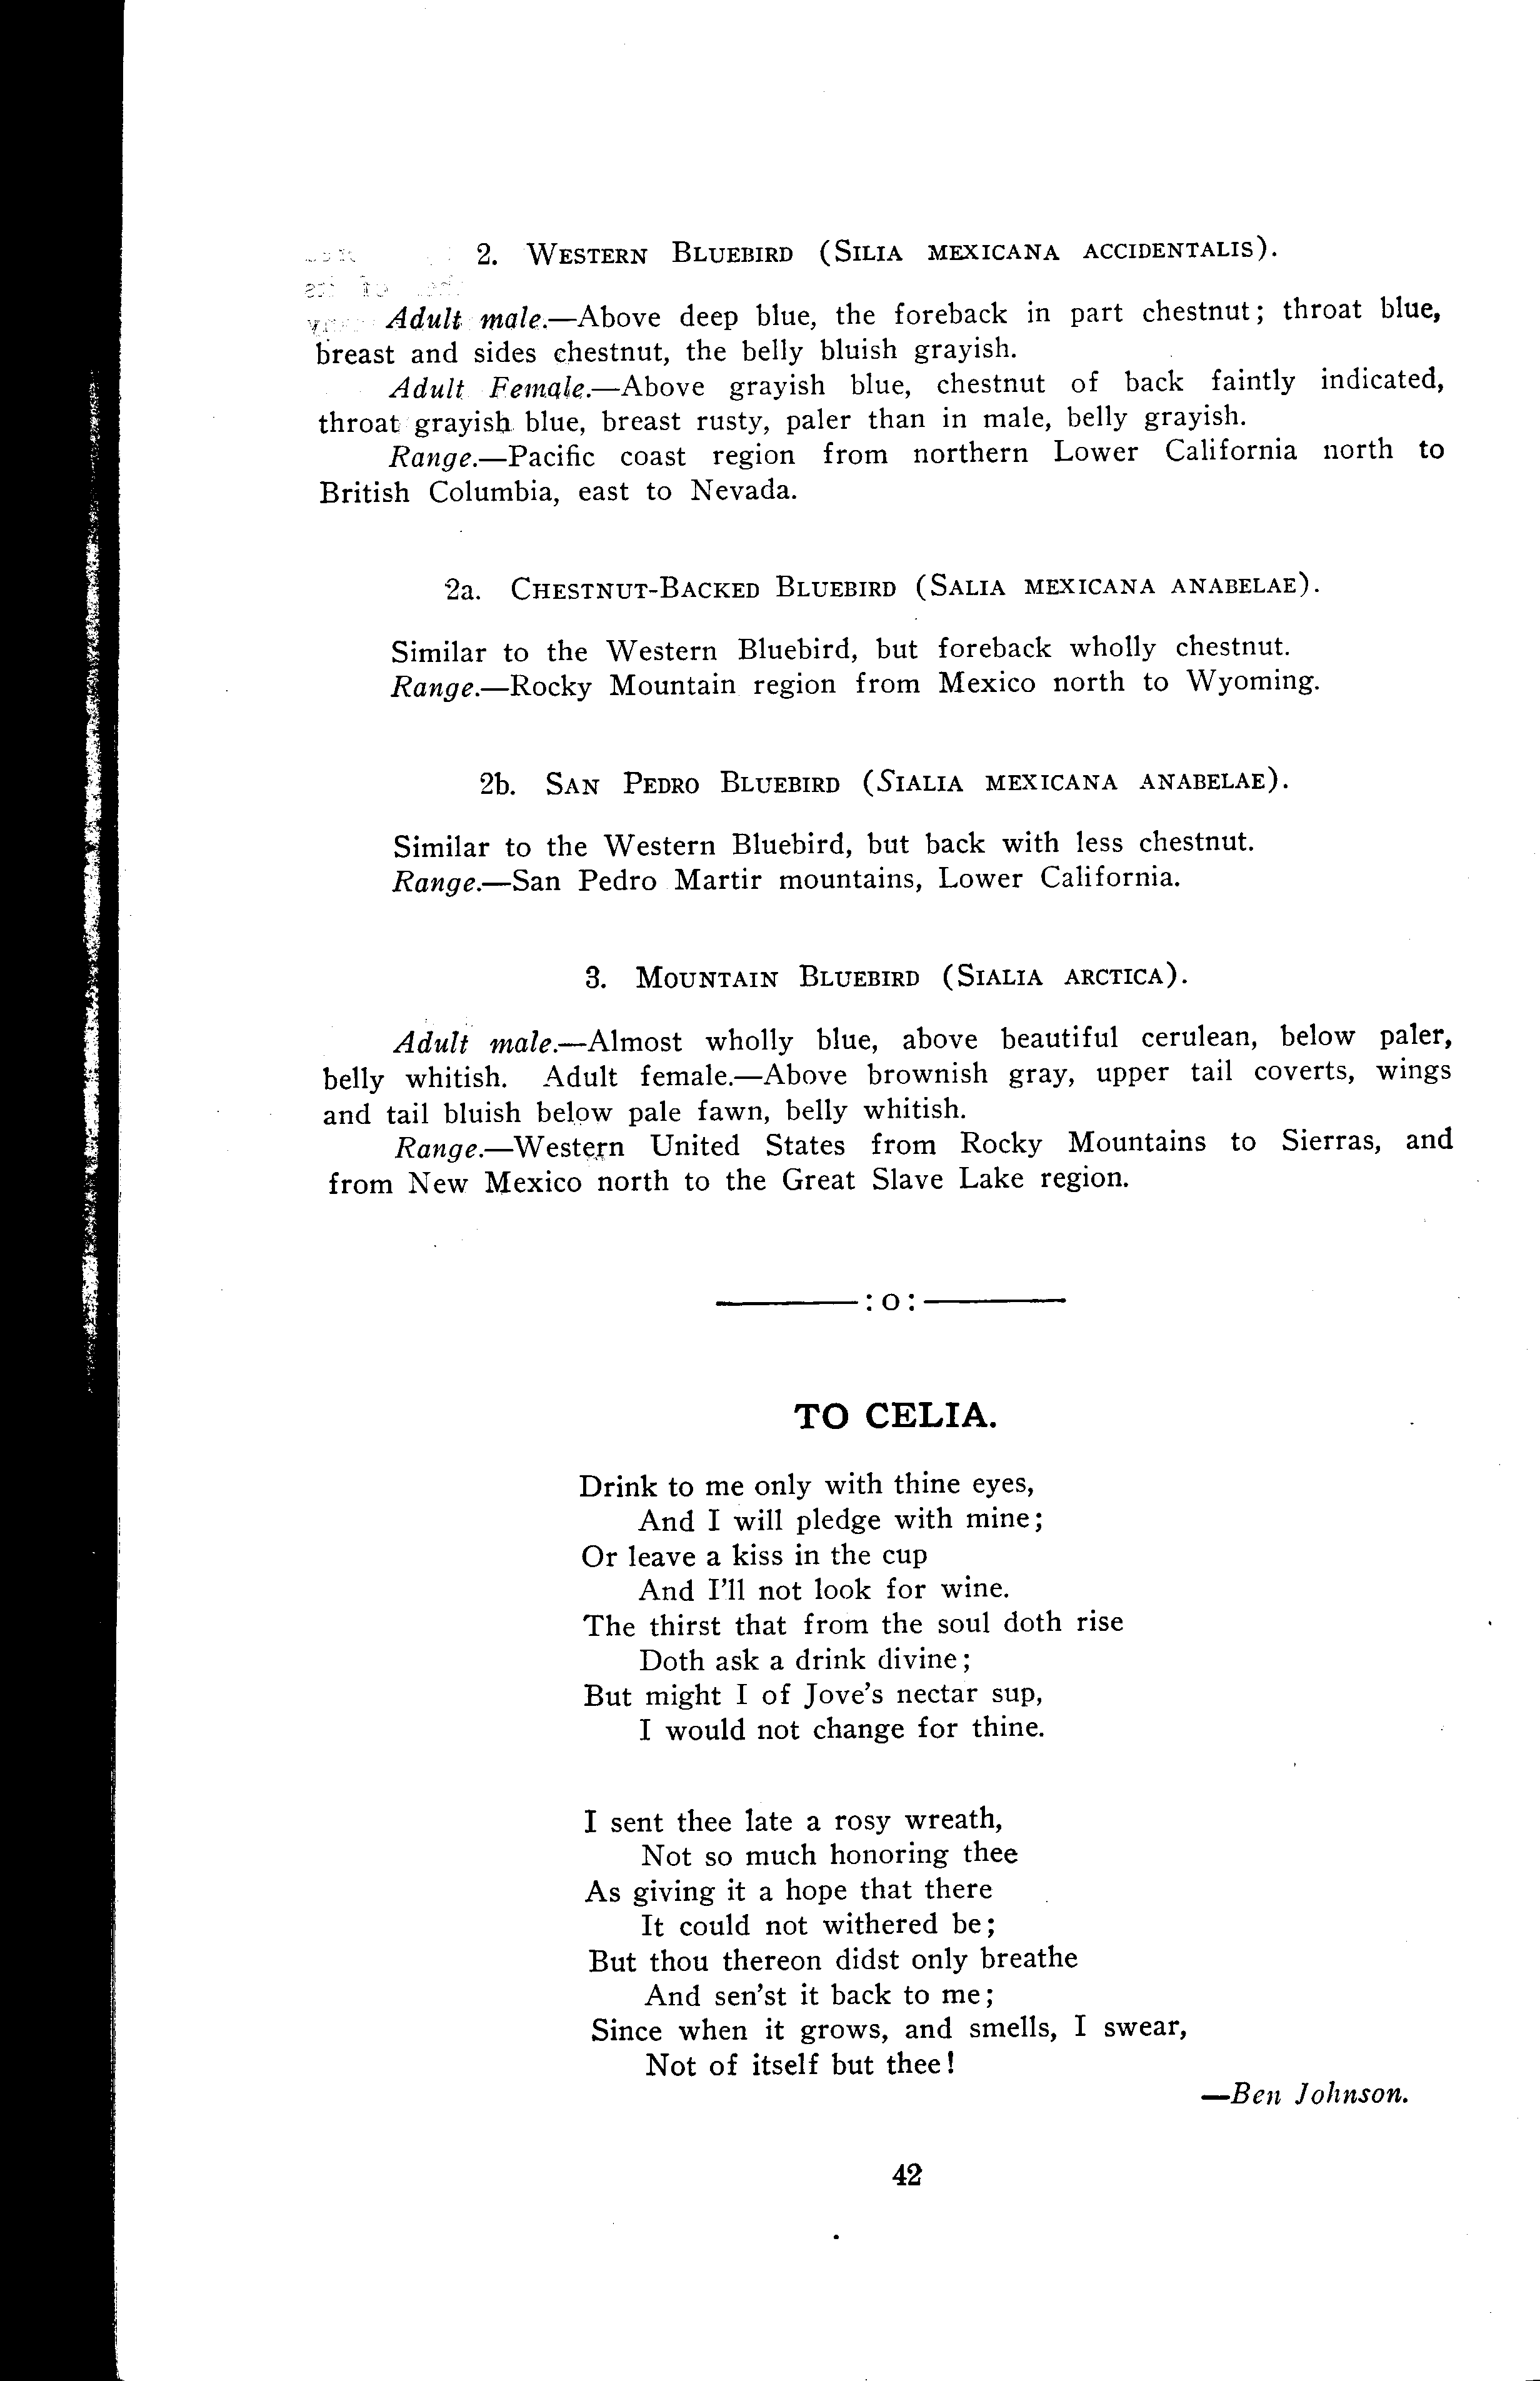 2. Western Bluebird (Silia mexicana accidentalis).
Adult male.—Above deep blue, the foreback in part chestnut; throat blue,
breast and sides chestnut, the belly bluish grayish.
Adult Female.—Above grayish blue, chestnut of back faintly indicated,
throat grayish blue, breast rusty, paler than in male, belly grayish.
Range.—Pacific coast region from northern Lower California north to
British Columbia, east to Nevada.
2a. Chestnut-Backed Bluebird (Salia mexicana anabelae).
Similar to the Western Bluebird, but foreback wholly chestnut.
Range.—Rocky Mountain region from Mexico north to Wyoming.
2b. San Pedro Bluebird (Sialia mexicana anabelae).
Similar to the Western Bluebird, but back with less chestnut.
Range.—San Pedro Martir mountains, Lower California.
3. Mountain Bluebird (Sialia arctica).
Adult male.—Almost wholly blue, above beautiful cerulean, below paler,
belly whitish. Adult female.—Above brownish gray, upper tail coverts, wings
and tail bluish below pale fawn, belly whitish.
Range.—Western United States from Rocky Mountains to Sierras, and
from New Mexico north to the Great Slave Lake region.
———:o:———
TO CELIA.
Drink to me only with thine eyes,
And I will pledge with mine;
Or leave a kiss in the cup
And I'll not look for wine.
The thirst that from the soul doth rise
Doth ask a drink divine;
But might I of Jove's nectar sup,
I would not change for thine.
I sent thee late a rosy wreath,
Not so much honoring thee
As giving it a hope that there
It could not withered be;
But thou thereon didst only breathe
And sen'st it back to me;
Since when it grows, and smells, I swear,
Not of itself but thee!
—Ben Johnson.
42